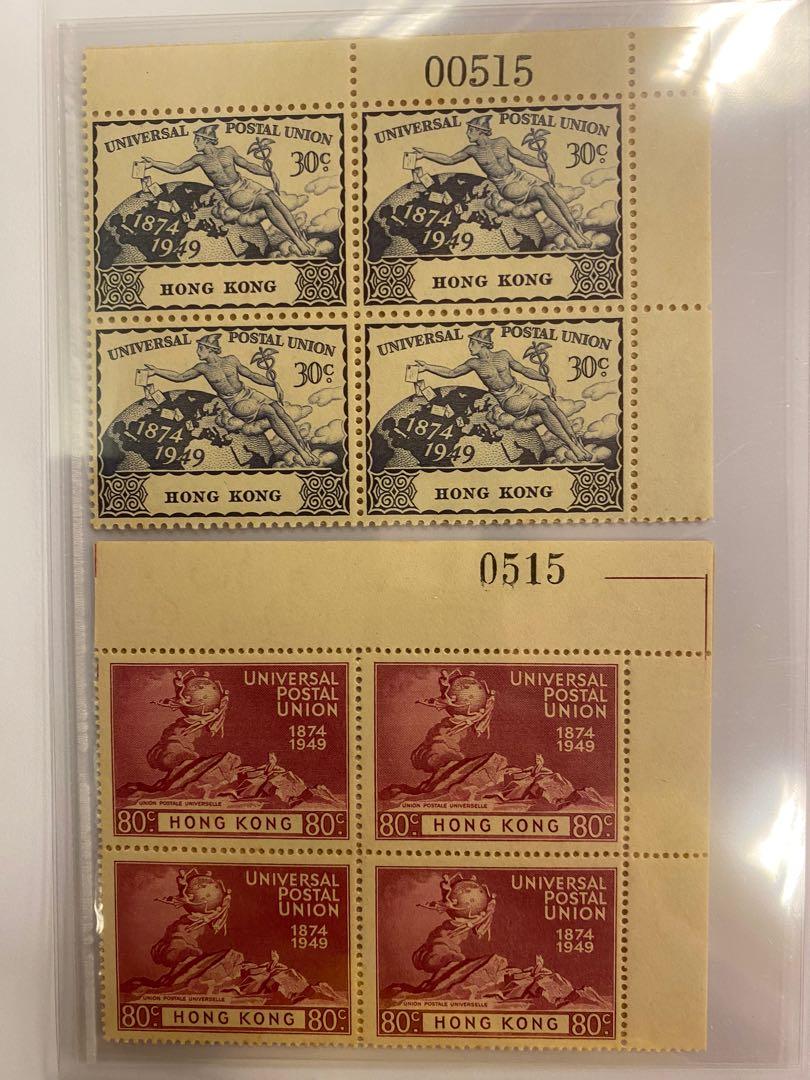 00515
UNIVERSAL POSTAL UNION
30c
1874
1949
HONG KONG
UNIVERSAL POSTAL UNION
30c
1874
1949
HONG KONG
UNIVERSAL POSTAL UNION
30c
1874
1949
HONG KONG
UNIVERSAL POSTAL UNION
30c
1874
1949
HONG KONG
0515
UNIVERSAL
POSTAL
UNION
1874
1949
UNION POSTALE UNIVERSELLE
80c HONG KONG 80c
UNIVERSAL
POSTAL
UNION
1874
1949
UNION POSTALE UNIVERSELLE
80c HONG KONG 80c
UNIVERSAL
POSTAL
UNION
1874
1949
UNION POSTALE UNIVERSELLE
80c HONG KONG 80c
UNIVERSAL
POSTAL
UNION
1874
1949
UNION POSTALE UNIVERSELLE
80c HONG KONG 80c